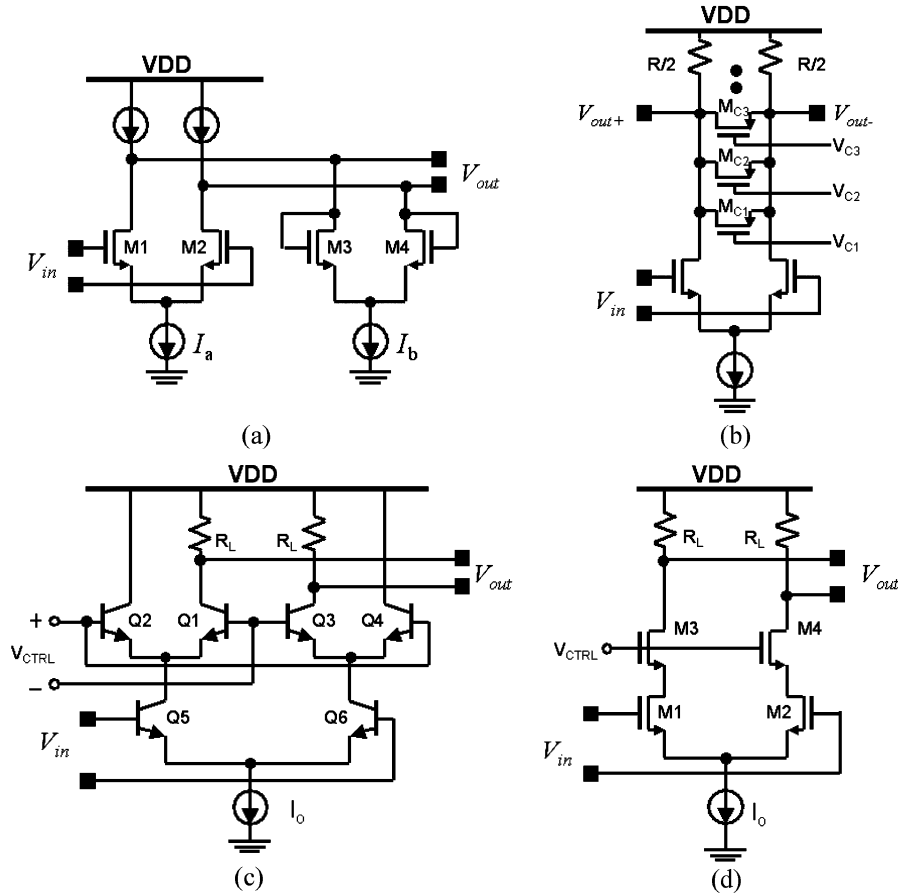 VDD
M1 M2 M3 M4
V_in
V_out
I_a
I_b
(a)
VDD
R/2 R/2
V_out+
V_out-
M_C3
V_C3
M_C2
V_C2
M_C1
V_C1
V_in
(b)
VDD
R_L R_L
V_out
+
Q2 Q1 Q3 Q4
V_CTRL
–
Q5 Q6
V_in
I_o
(c)
VDD
R_L R_L
V_out
M3 M4
V_CTRL
M1 M2
V_in
I_o
(d)